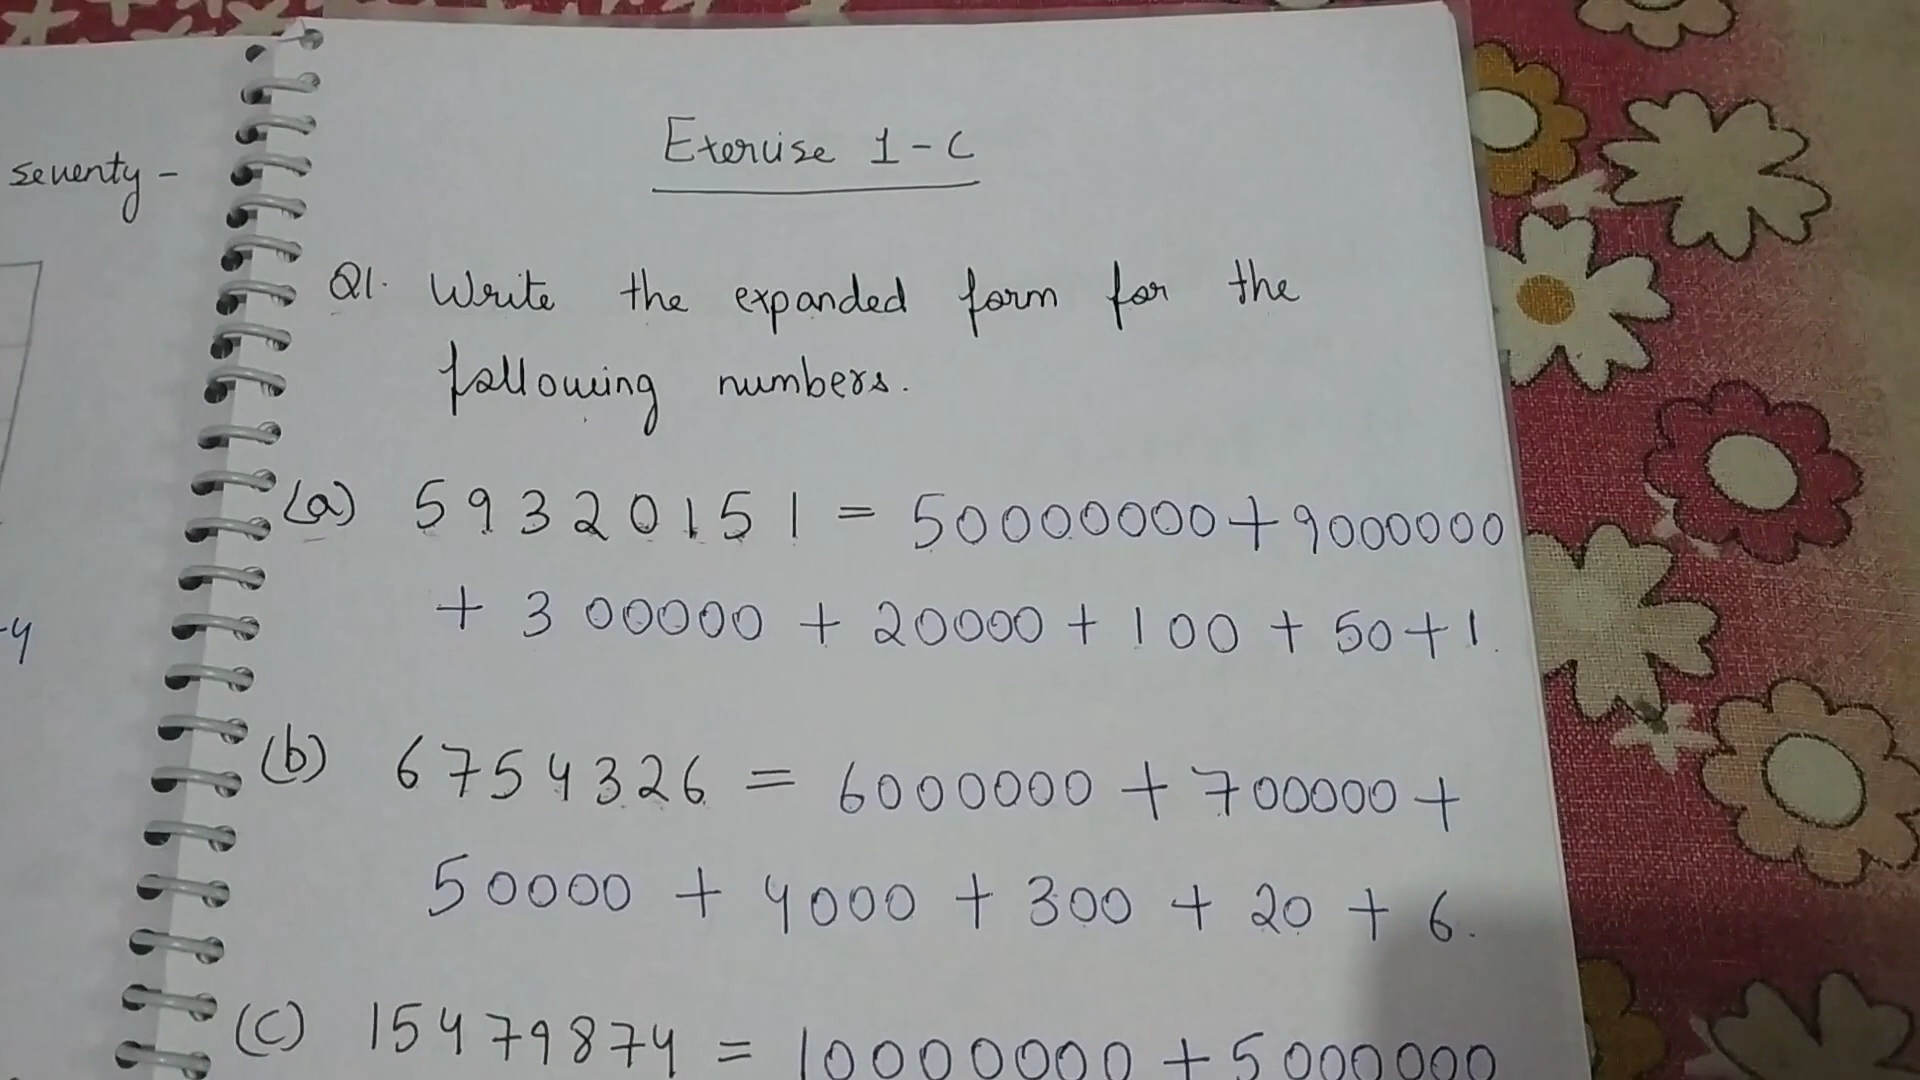 seventy -
-4
Exercise 1-C
Q1. Write the expanded form for the
following numbers.
(a) 59320151 = 50000000 + 9000000
+ 300000 + 20000 + 100 + 50 + 1.
(b) 6754326 = 6000000 + 700000 +
50000 + 4000 + 300 + 20 + 6.
(c) 15479874 = 10000000 + 5000000